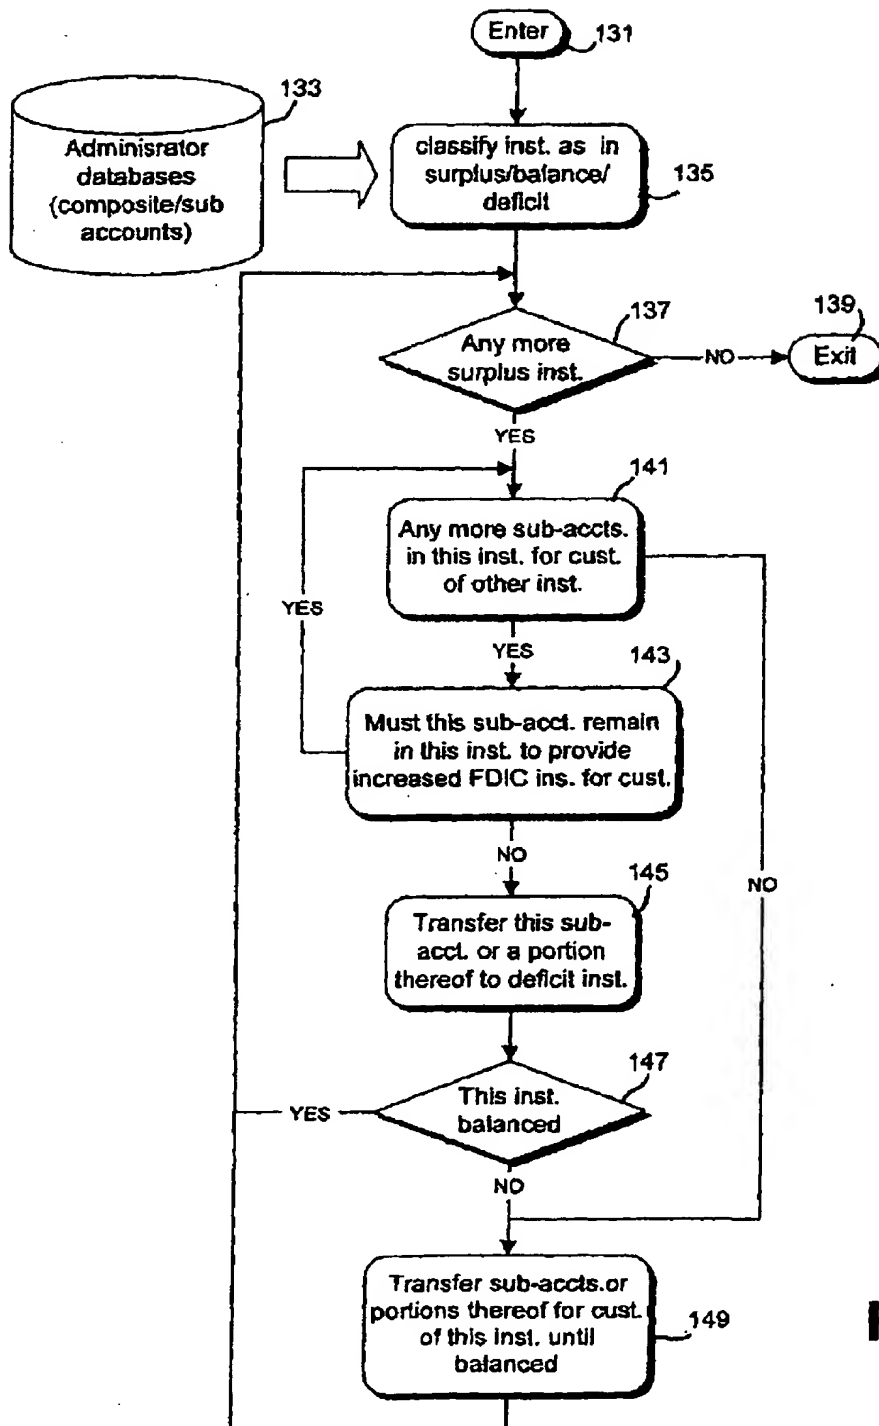 Enter
131
133
Adminisrator
databases
(composite/sub
accounts)
classify inst. as in
surplus/balance/
deficit
135
137
Any more
surplus inst.
NO
139
Exit
YES
141
Any more sub-accts.
in this inst. for cust.
of other inst.
YES
YES
143
Must this sub-acct. remain
in this inst. to provide
increased FDIC ins. for cust.
NO
145
NO
Transfer this sub-
acct. or a portion
thereof to deficit inst.
147
This inst.
balanced
YES
NO
Transfer sub-accts.or
portions thereof for cust.
of this inst. until
balanced
149